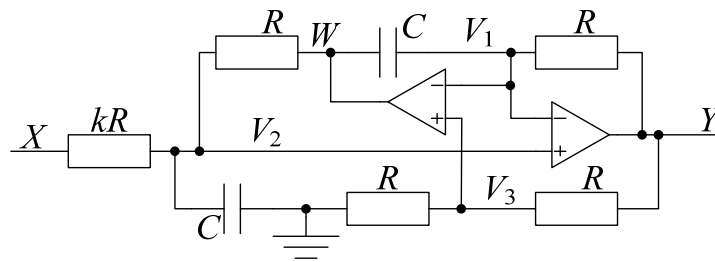 R W C V₁ R
X kR V₂ − + − + Y
C R V₃ R